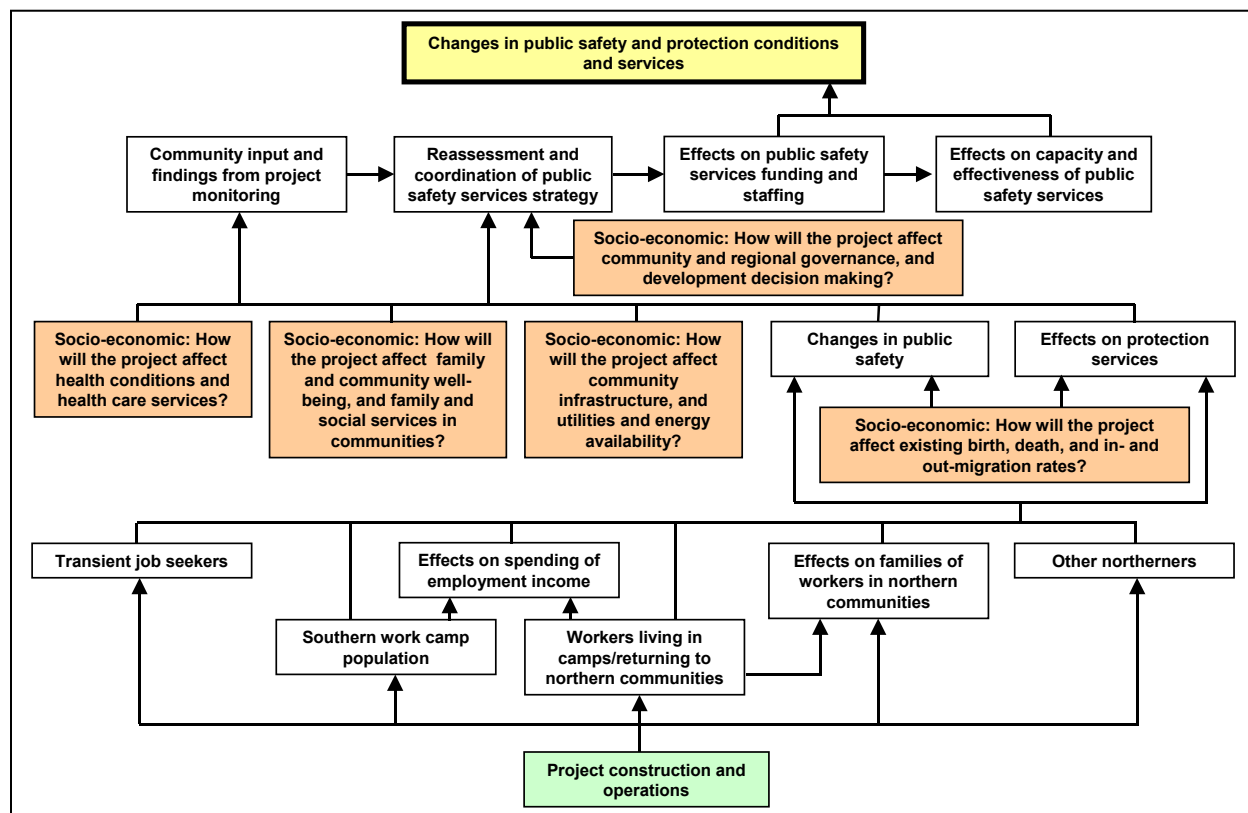 Changes in public safety and protection conditions
and services
Community input and
findings from project
monitoring
Reassessment and
coordination of public
safety services strategy
Effects on public safety
services funding and
staffing
Effects on capacity and
effectiveness of public
safety services
Socio-economic: How will the project affect
community and regional governance, and
development decision making?
Socio-economic: How
will the project affect
health conditions and
health care services?
Socio-economic: How will
the project affect family
and community well-
being, and family and
social services in
communities?
Socio-economic: How
will the project affect
community
infrastructure, and
utilities and energy
availability?
Changes in public
safety
Effects on protection
services
Socio-economic: How will the project
affect existing birth, death, and in- and
out-migration rates?
Transient job seekers
Effects on spending of
employment income
Effects on families of
workers in northern
communities
Other northerners
Southern work camp
population
Workers living in
camps/returning to
northern communities
Project construction and
operations